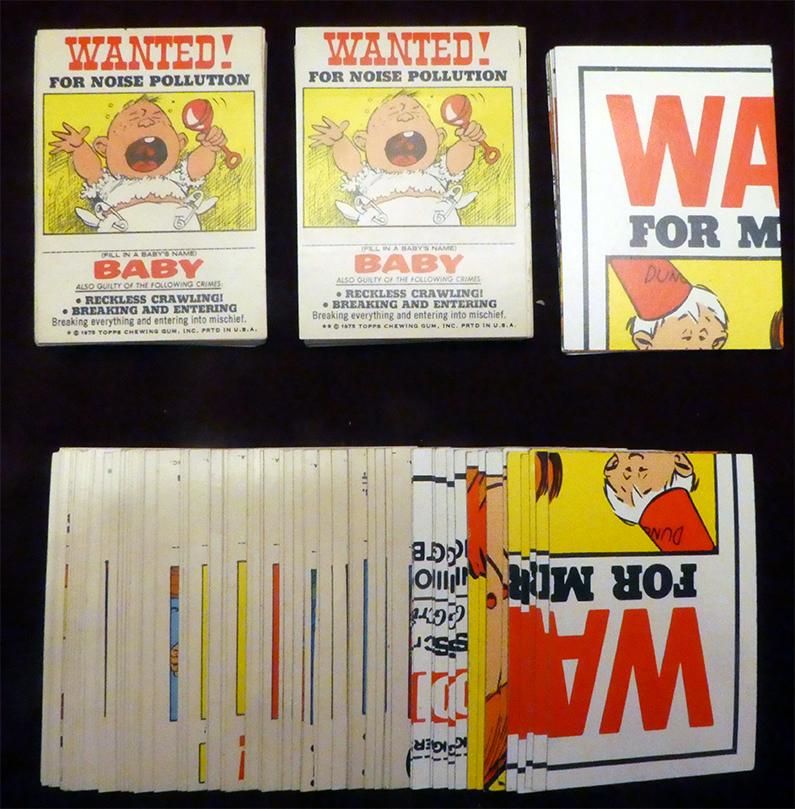 WANTED!
FOR NOISE POLLUTION
(FILL IN A BABY'S NAME)
BABY
ALSO GUILTY OF THE FOLLOWING CRIMES:
• RECKLESS CRAWLING!
• BREAKING AND ENTERING
Breaking everything and entering into mischief.
* © 1975 TOPPS CHEWING GUM, INC. PRTD IN U.S.A.
WANTED!
FOR NOISE POLLUTION
(FILL IN A BABY'S NAME)
BABY
ALSO GUILTY OF THE FOLLOWING CRIMES:
• RECKLESS CRAWLING!
• BREAKING AND ENTERING
Breaking everything and entering into mischief.
** © 1975 TOPPS CHEWING GUM, INC. PRTD IN U.S.A.
WA
FOR M
DUN
DUN
FOR M
WA